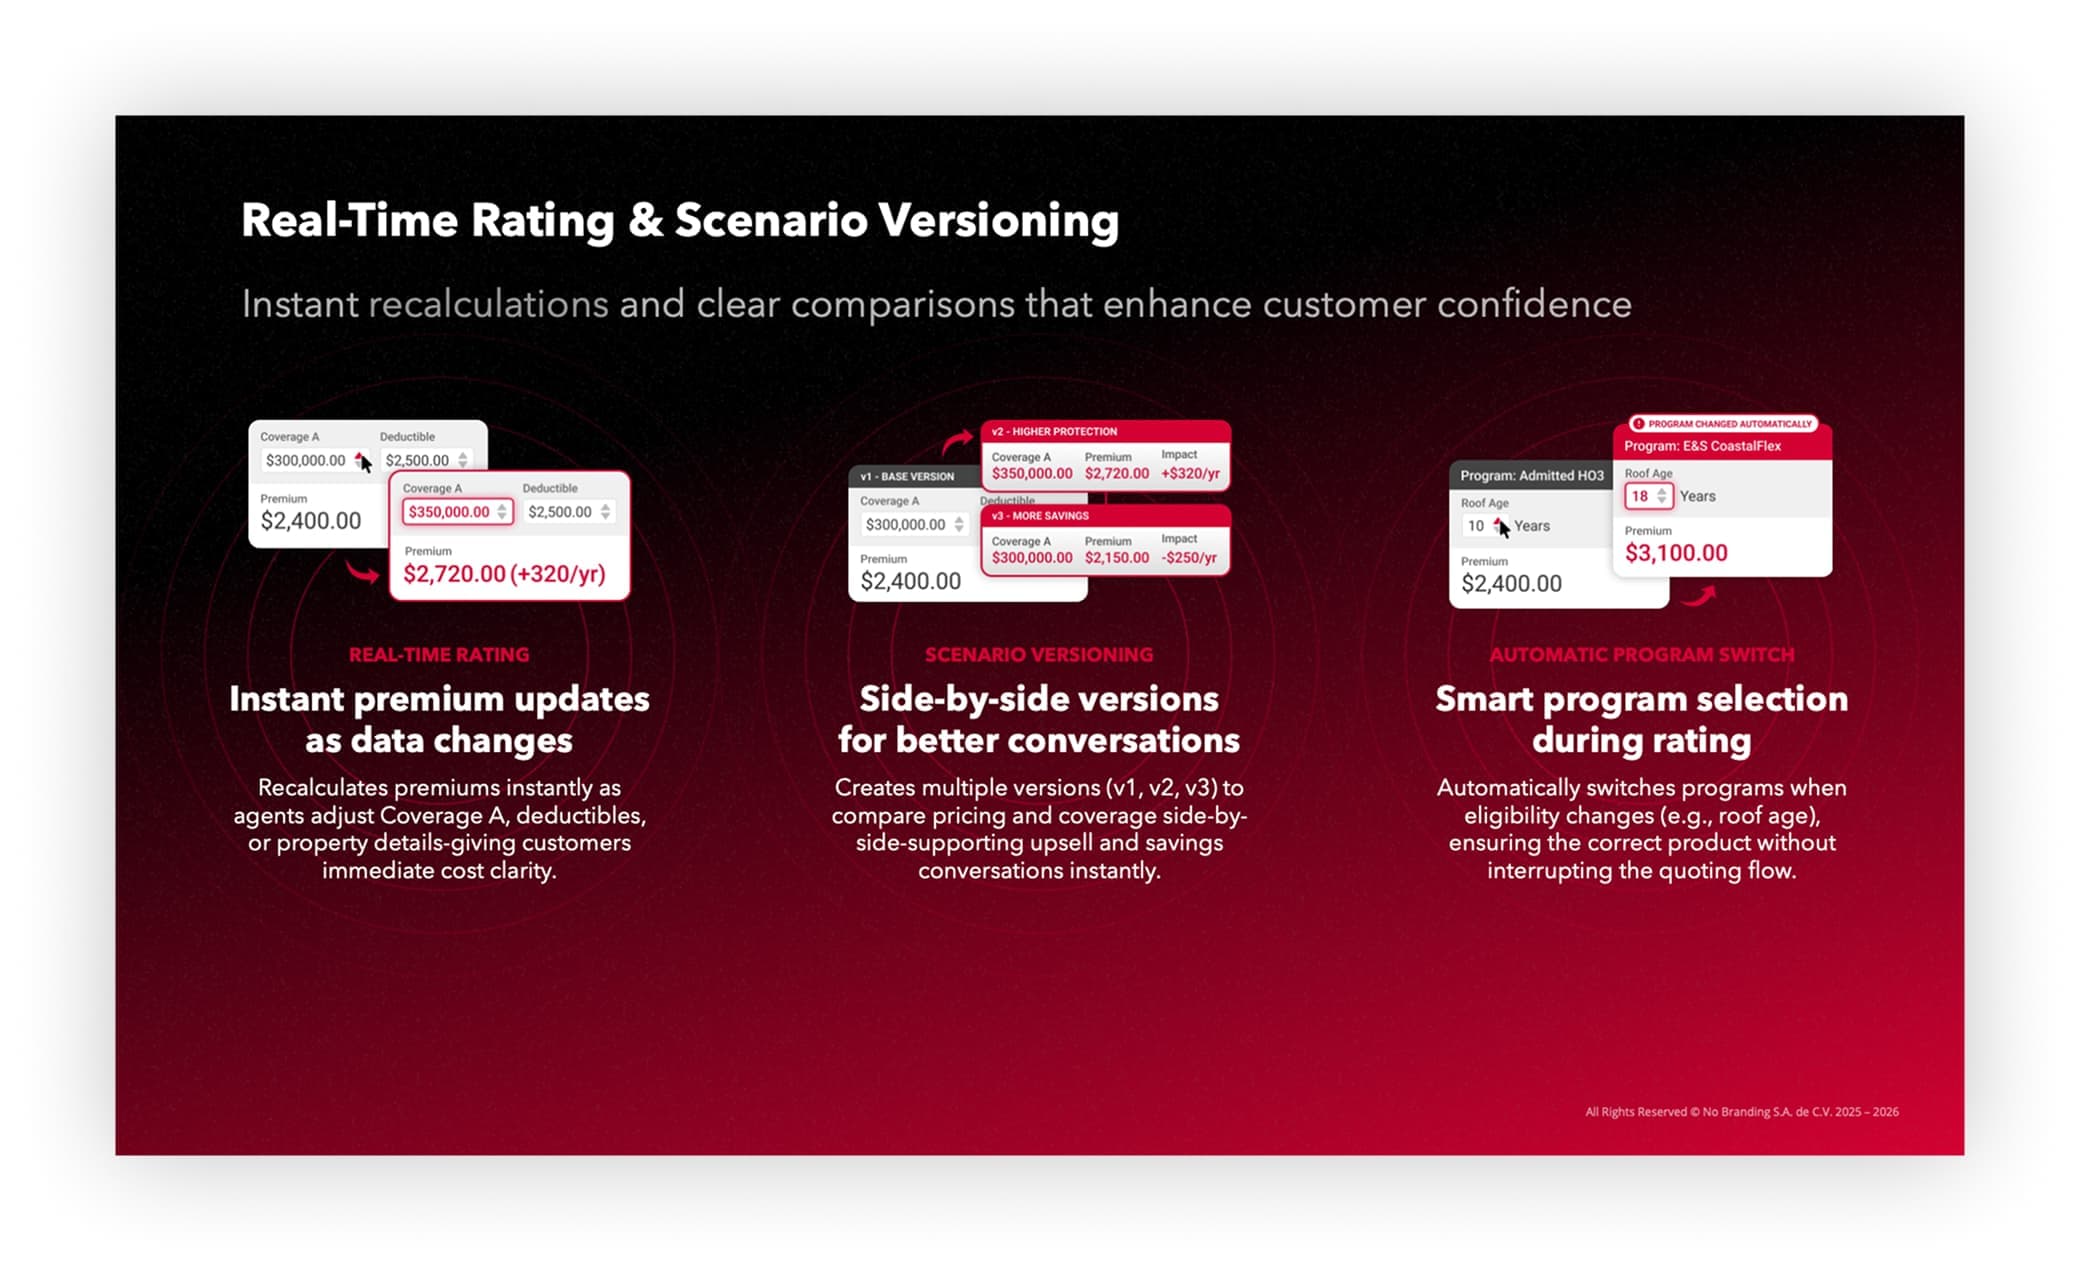 Real-Time Rating & Scenario Versioning
Instant recalculations and clear comparisons that enhance customer confidence
Coverage A Deductible
$300,000.00 $2,500.00
Premium
$2,400.00
Coverage A Deductible
$350,000.00 $2,500.00
Premium
$2,720.00 (+320/yr)
REAL-TIME RATING
Instant premium updates
as data changes
Recalculates premiums instantly as
agents adjust Coverage A, deductibles,
or property details-giving customers
immediate cost clarity.
v1 - BASE VERSION
Coverage A Deductible
$300,000.00
Premium
$2,400.00
v2 - HIGHER PROTECTION
Coverage A Premium Impact
$350,000.00 $2,720.00 +$320/yr
v3 - MORE SAVINGS
Coverage A Premium Impact
$300,000.00 $2,150.00 -$250/yr
SCENARIO VERSIONING
Side-by-side versions
for better conversations
Creates multiple versions (v1, v2, v3) to
compare pricing and coverage side-by-
side-supporting upsell and savings
conversations instantly.
Program: Admitted HO3
Roof Age
10 Years
Premium
$2,400.00
PROGRAM CHANGED AUTOMATICALLY
Program: E&S CoastalFlex
Roof Age
18 Years
Premium
$3,100.00
AUTOMATIC PROGRAM SWITCH
Smart program selection
during rating
Automatically switches programs when
eligibility changes (e.g., roof age),
ensuring the correct product without
interrupting the quoting flow.
All Rights Reserved © No Branding S.A. de C.V. 2025 – 2026